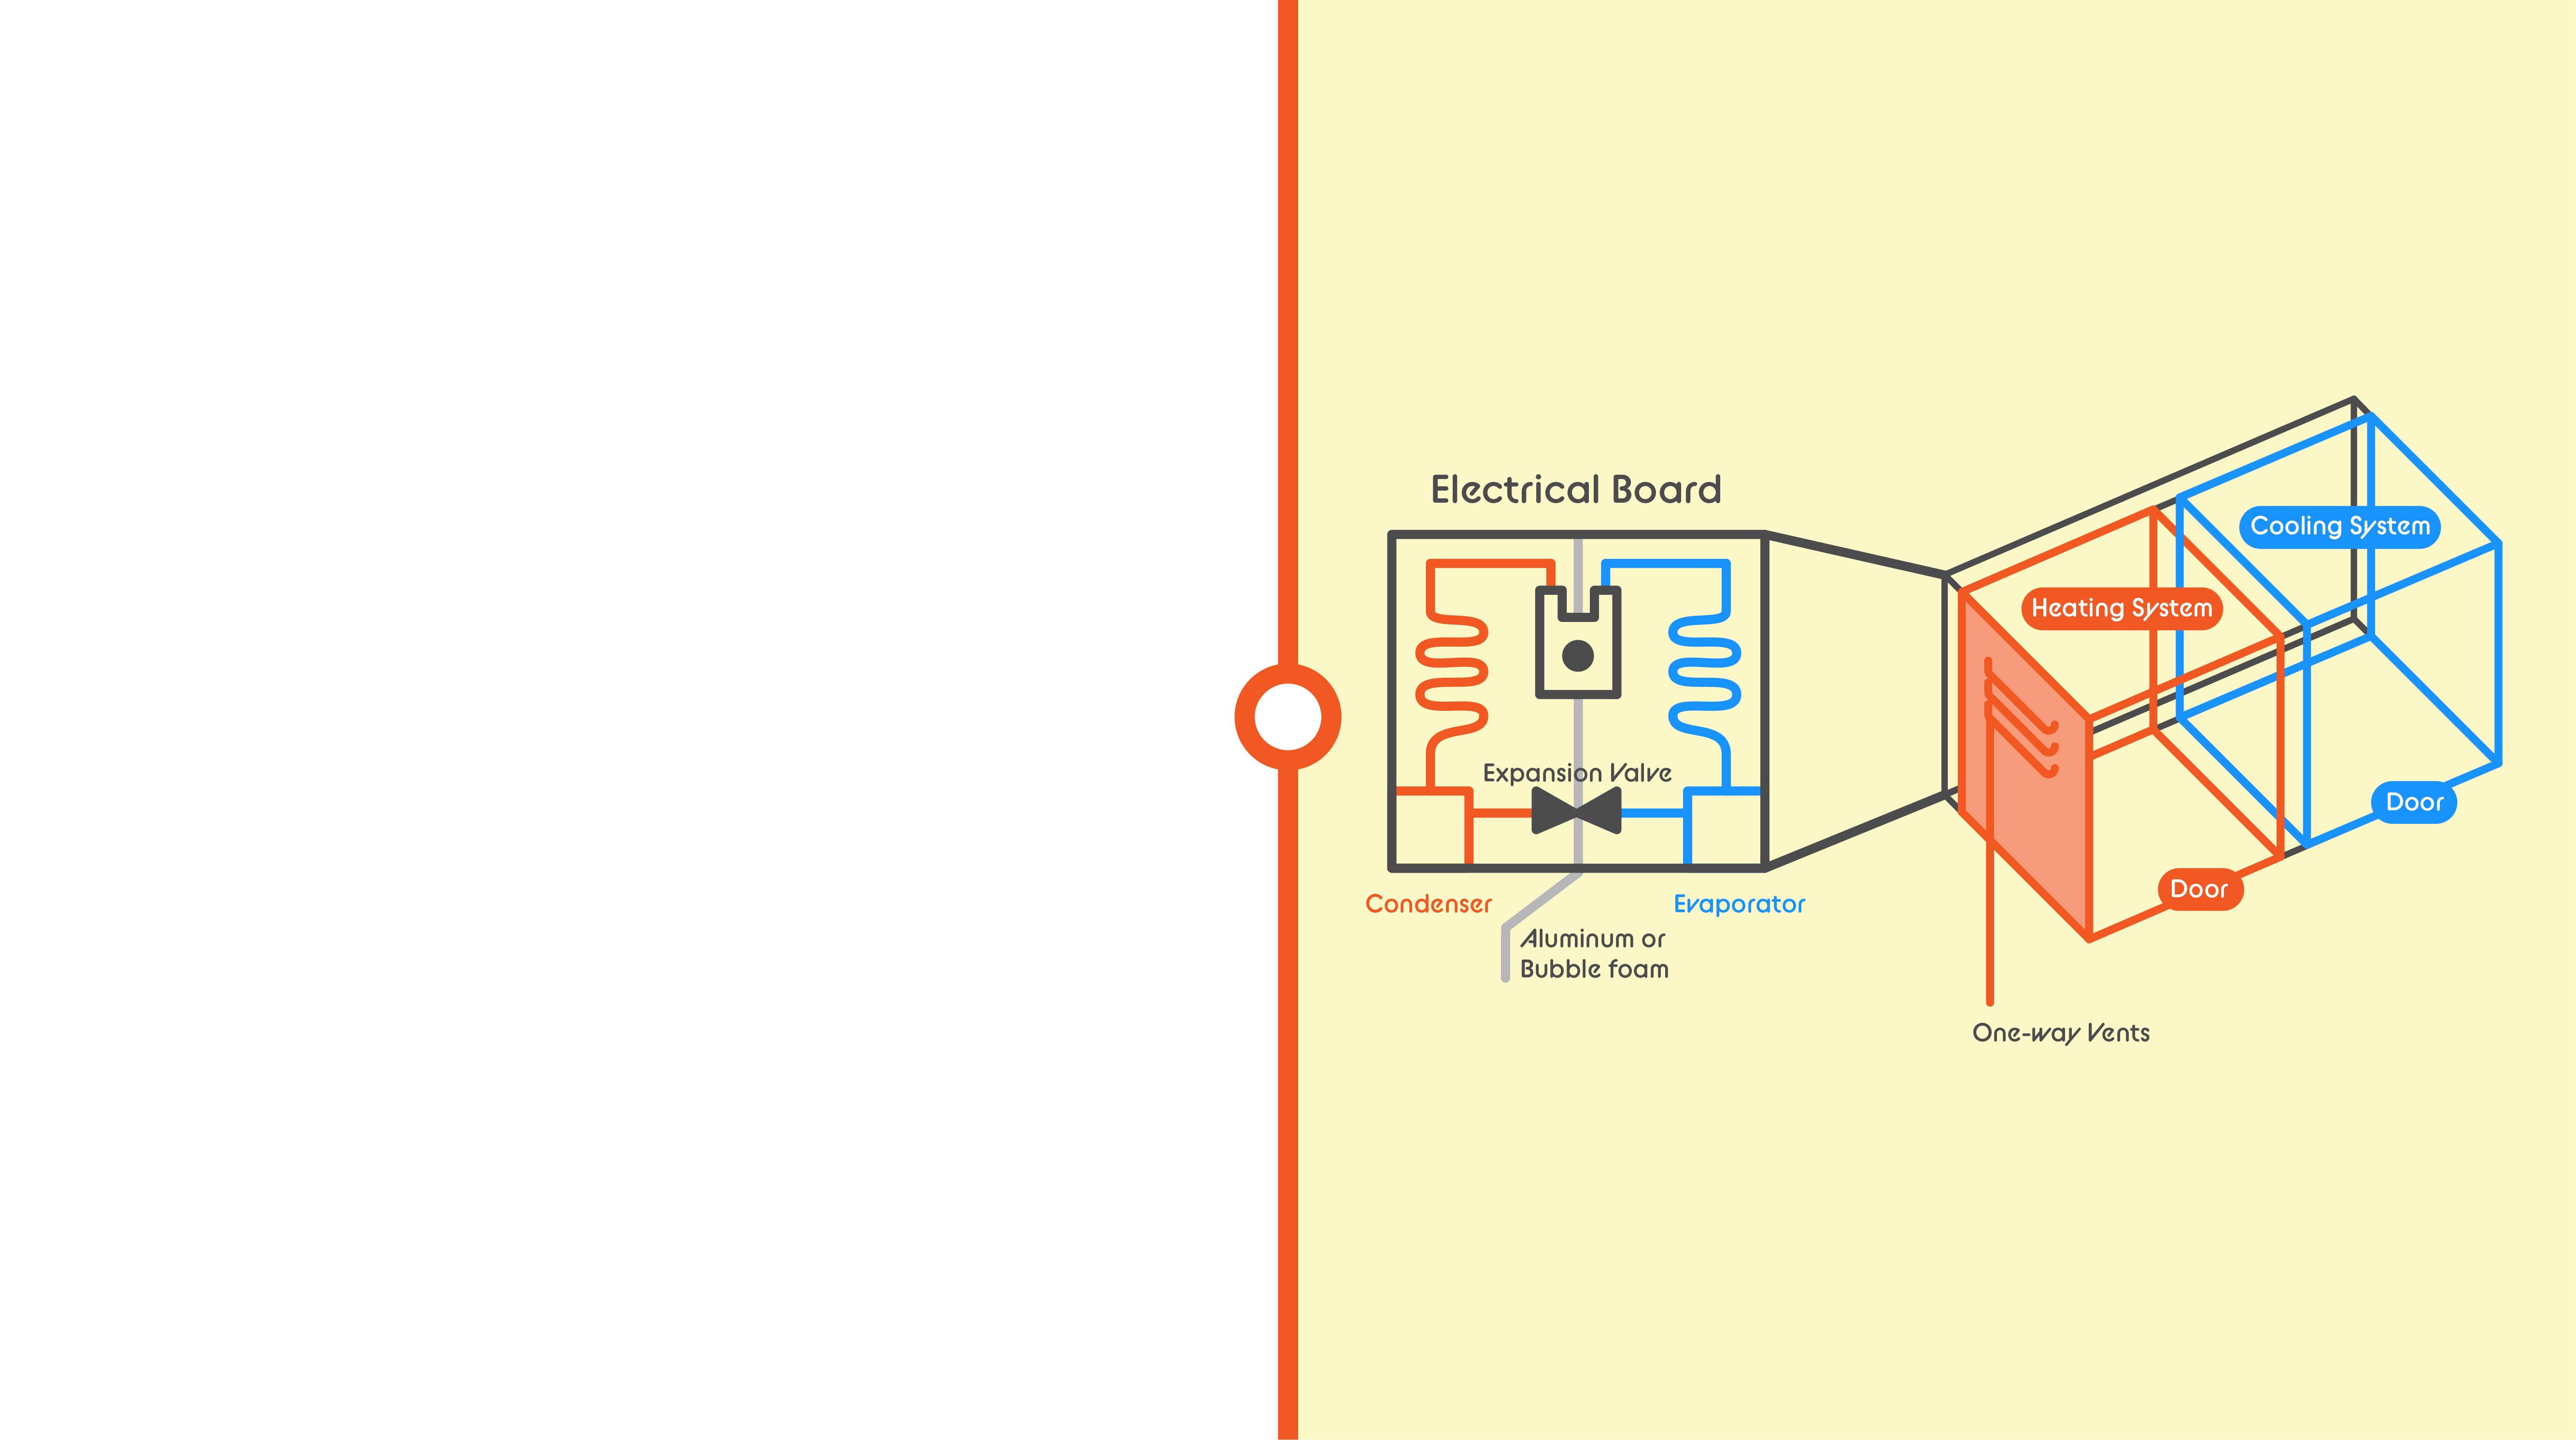 Electrical Board
Expansion Valve
Condenser
Evaporator
Aluminum or
Bubble foam
Cooling System
Heating System
Door
Door
One-way Vents